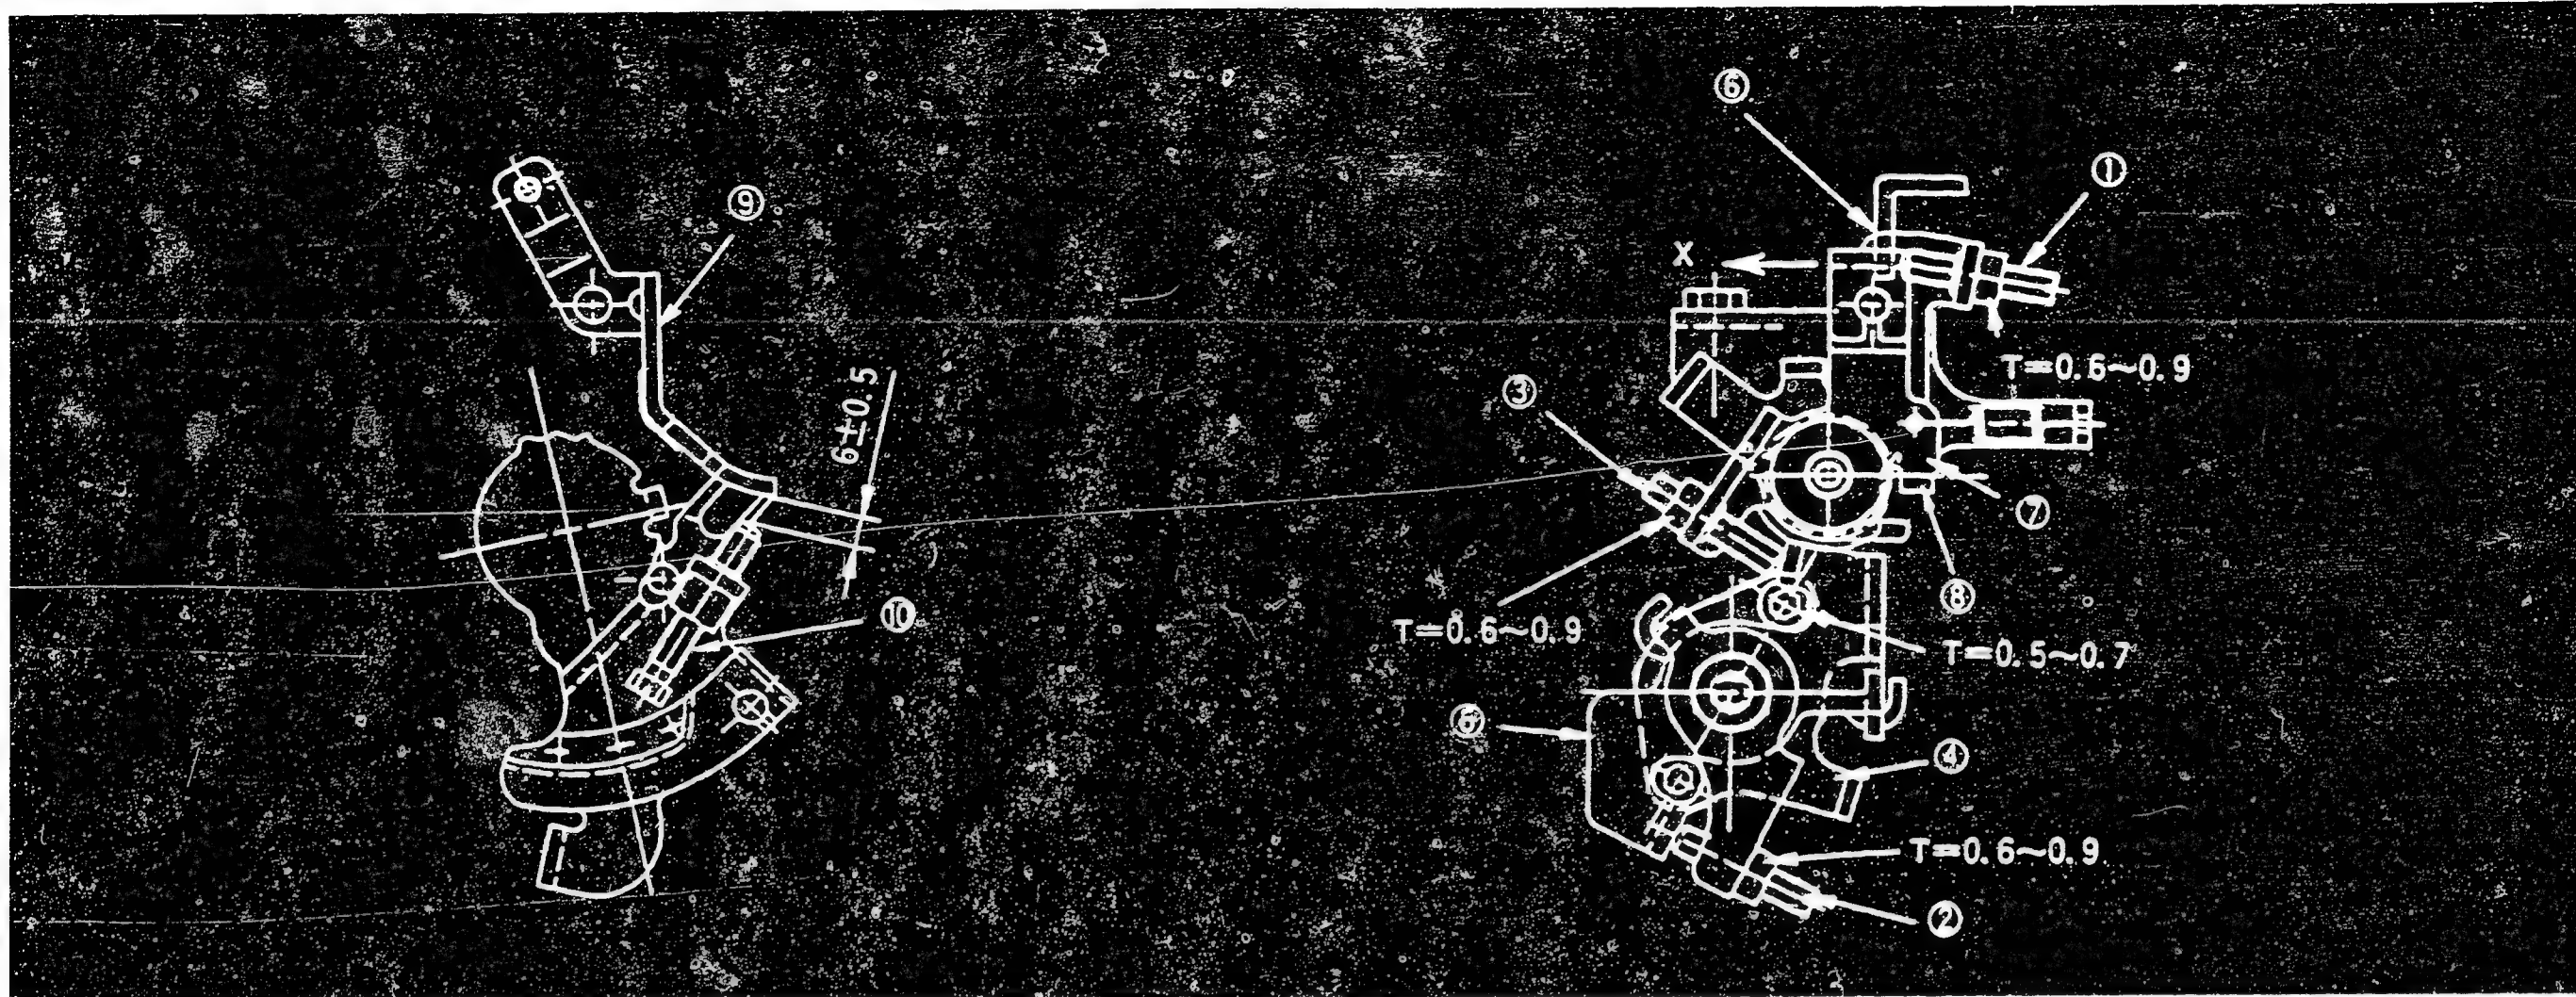 ⑨
6±0.5
⑩
⑥
①
X
T=0.6~0.9
③
⑦
⑧
T=0.6~0.9
T=0.5~0.7
⑤
④
T=0.6~0.9
②